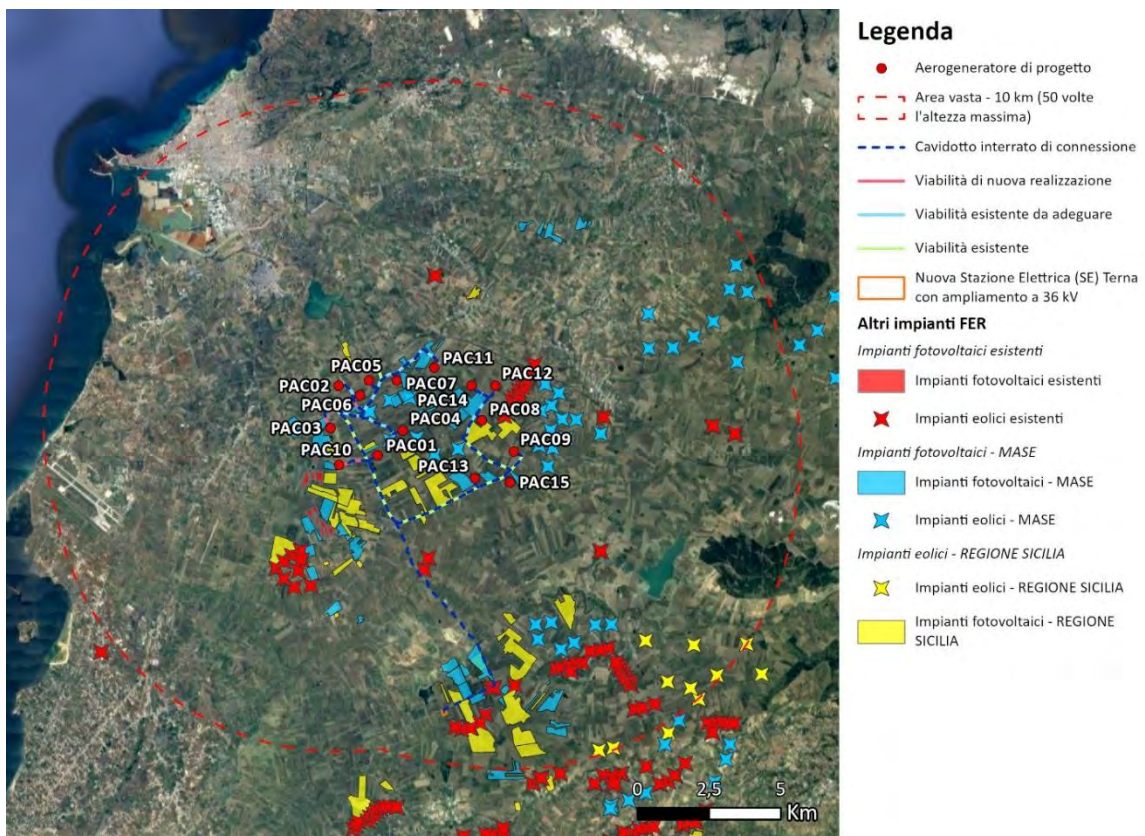 Legenda
Aerogeneratore di progetto
Area vasta - 10 km (50 volte
l'altezza massima)
Cavidotto interrato di connessione
Viabilità di nuova realizzazione
Viabilità esistente da adeguare
Viabilità esistente
Nuova Stazione Elettrica (SE) Terna
con ampliamento a 36 kV
Altri impianti FER
Impianti fotovoltaici esistenti
Impianti fotovoltaici esistenti
Impianti eolici esistenti
Impianti fotovoltaici - MASE
Impianti fotovoltaici - MASE
Impianti eolici - MASE
Impianti eolici - REGIONE SICILIA
Impianti eolici - REGIONE SICILIA
Impianti fotovoltaici - REGIONE
SICILIA
PAC11
PAC05
PAC02
PAC07
PAC12
PAC06
PAC14
PAC03
PAC04
PAC08
PAC01
PAC09
PAC10
PAC13
PAC15
0 2,5 5
Km